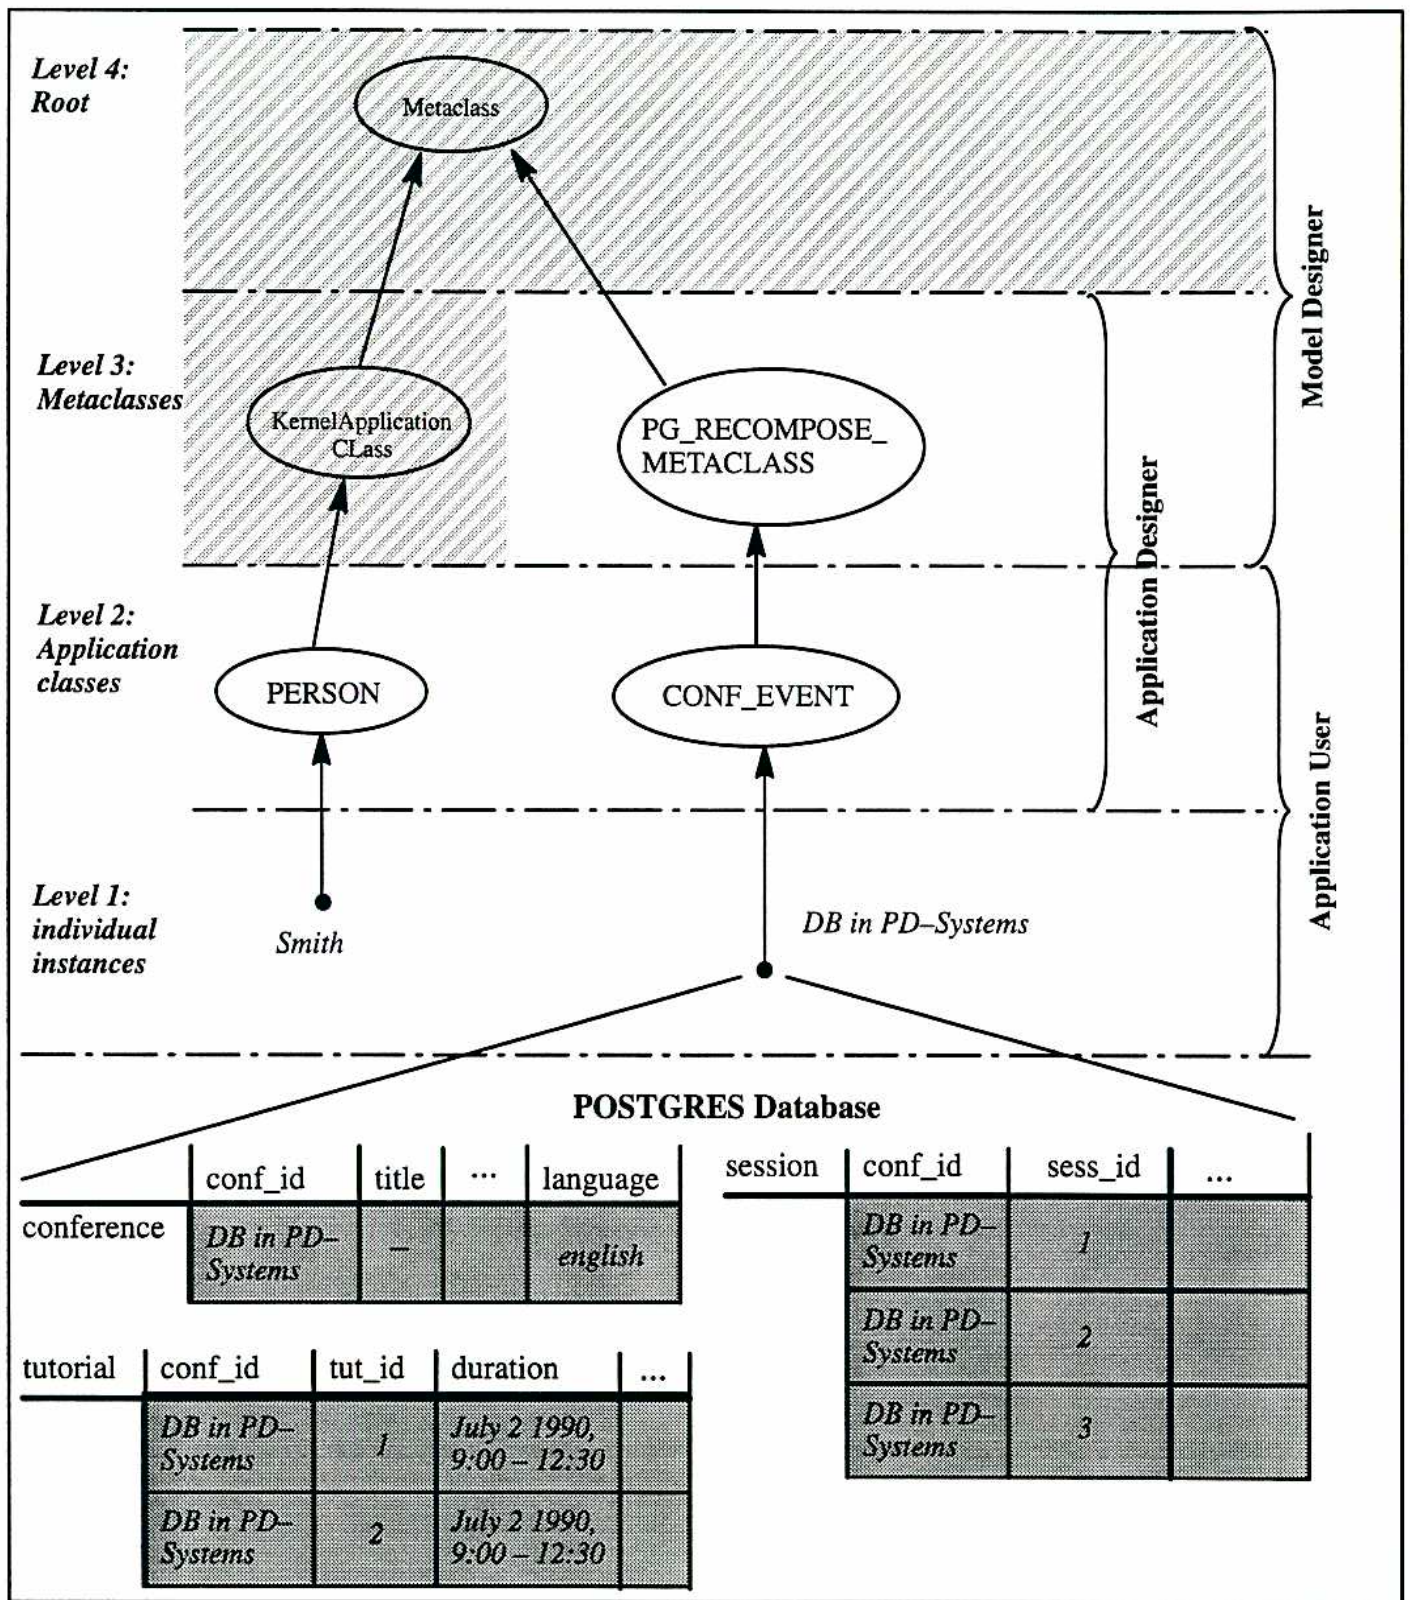 Level 4:
Root
Metaclass
Model Designer
Level 3:
Metaclasses
KernelApplication
CLass
PG_RECOMPOSE_
METACLASS
Application Designer
Level 2:
Application
classes
PERSON
CONF_EVENT
Application User
Level 1:
individual
instances
Smith
DB in PD–Systems
POSTGRES Database
conf_id title ... language
conference
DB in PD–
Systems
–
english
session conf_id sess_id ...
DB in PD–
Systems
1
DB in PD–
Systems
2
DB in PD–
Systems
3
tutorial conf_id tut_id duration ...
DB in PD–
Systems
1
July 2 1990,
9:00 – 12:30
DB in PD–
Systems
2
July 2 1990,
9:00 – 12:30